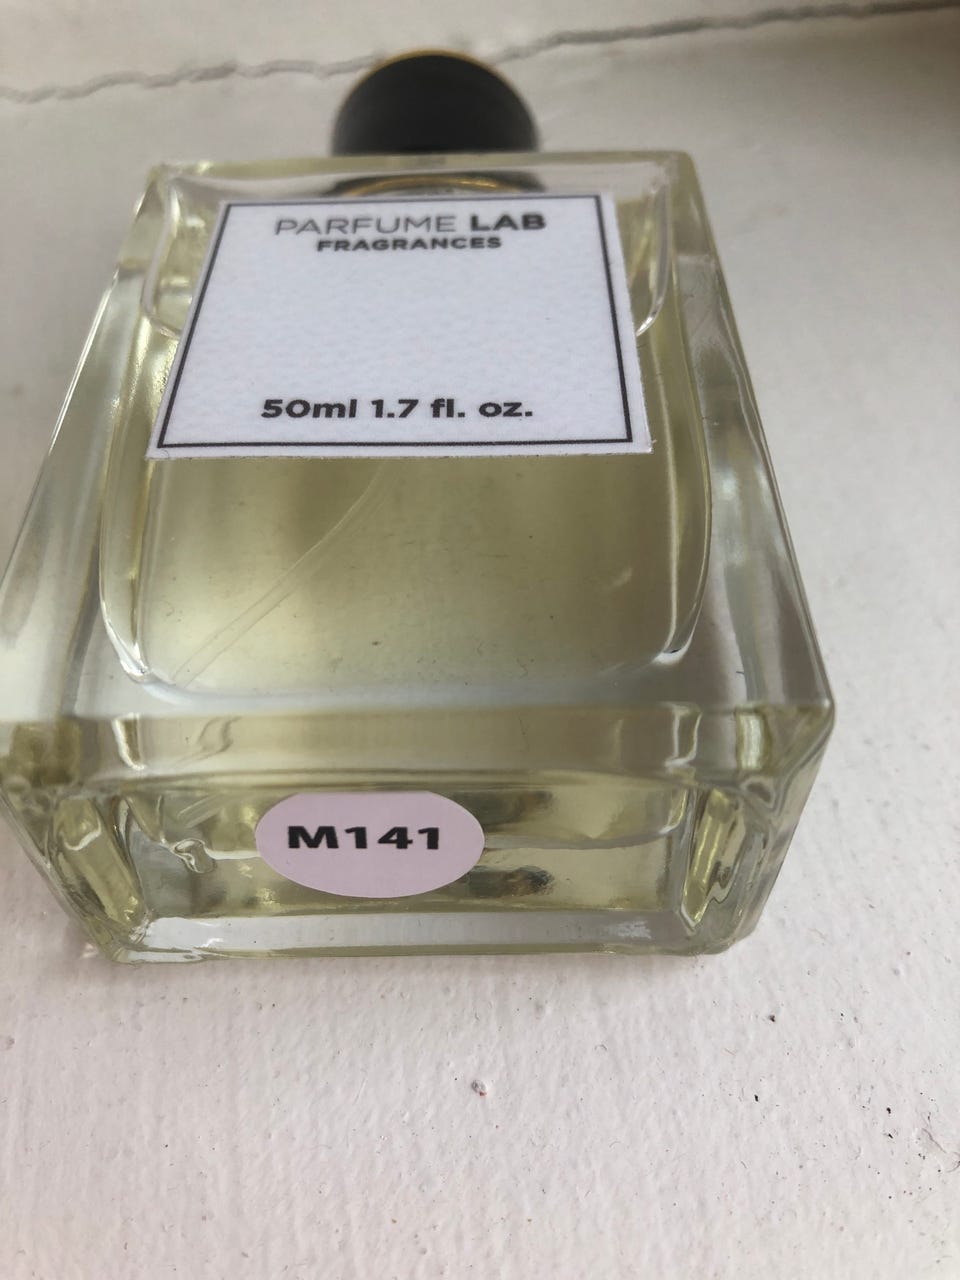 PARFUME LAB
FRAGRANCES
50ml 1.7 fl. oz.
M141